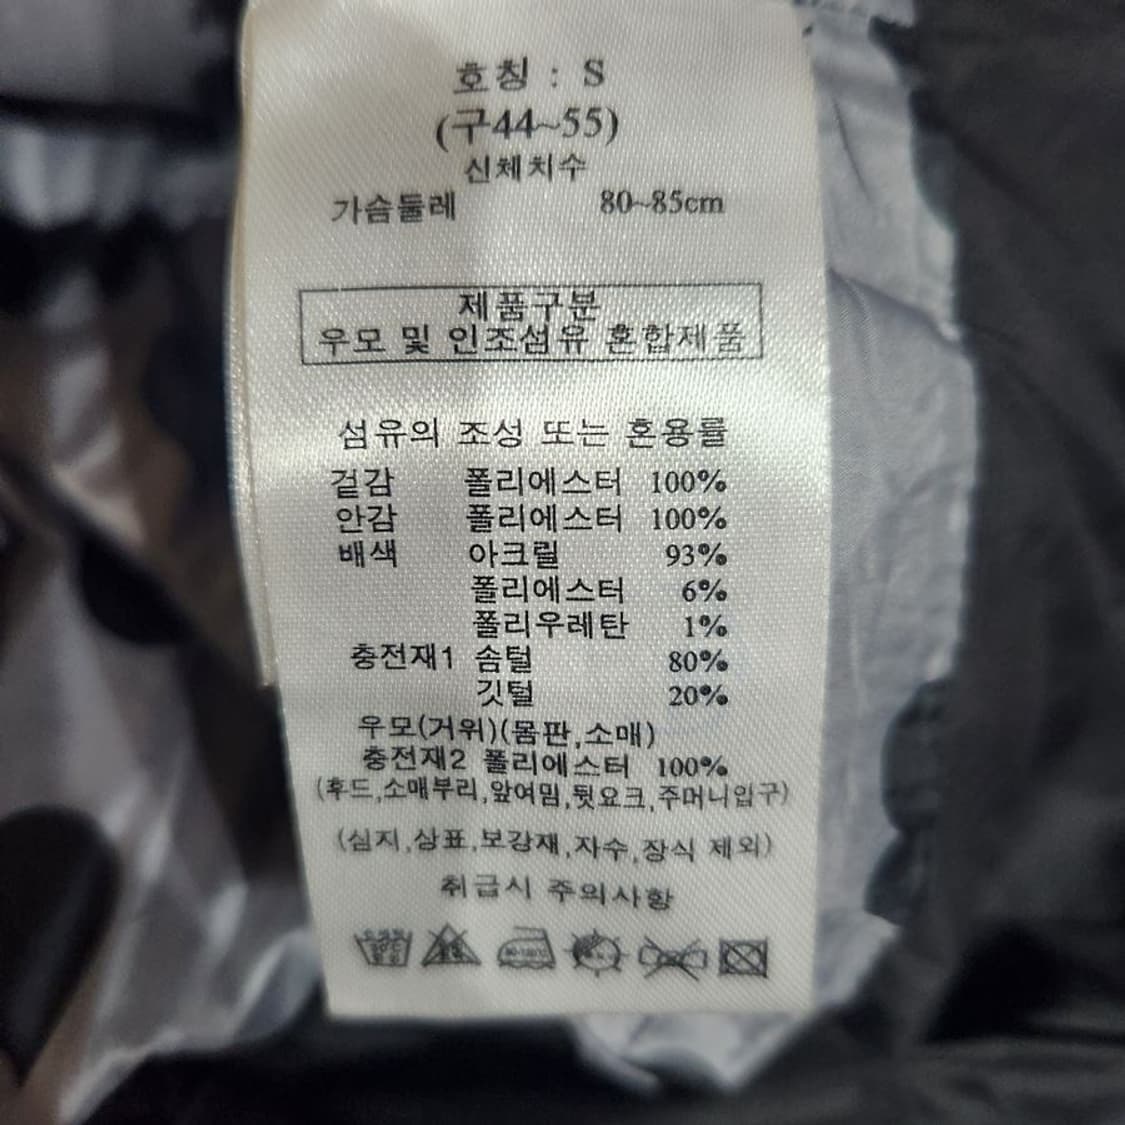 호칭 : S
(구44~55)
신체치수
가슴둘레 80~85cm
제품구분
우모 및 인조섬유 혼합제품
섬유의 조성 또는 혼용률
겉감 폴리에스터 100%
안감 폴리에스터 100%
배색 아크릴 93%
폴리에스터 6%
폴리우레탄 1%
충전재1 솜털 80%
깃털 20%
우모(거위)(몸판,소매)
충전재2 폴리에스터 100%
(후드,소매부리,앞여밈,뒷요크,주머니입구)
(심지,상표,보강재,자수,장식 제외)
취급시 주의사항